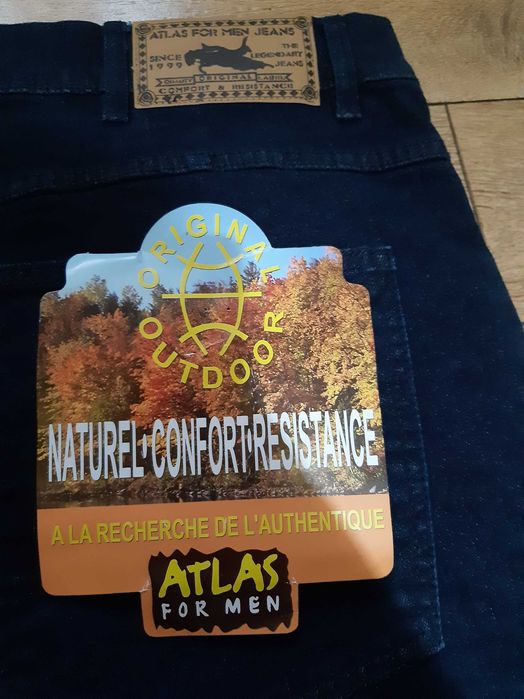 ATLAS FOR MEN JEANS
SINCE THE
1999 LEGENDARY
JEANS
ORIGINAL
COMFORT & RESISTANCE
ORIGINAL
OUTDOOR
NATUREL•CONFORT•RESISTANCE
A LA RECHERCHE DE L'AUTHENTIQUE
ATLAS
FOR MEN